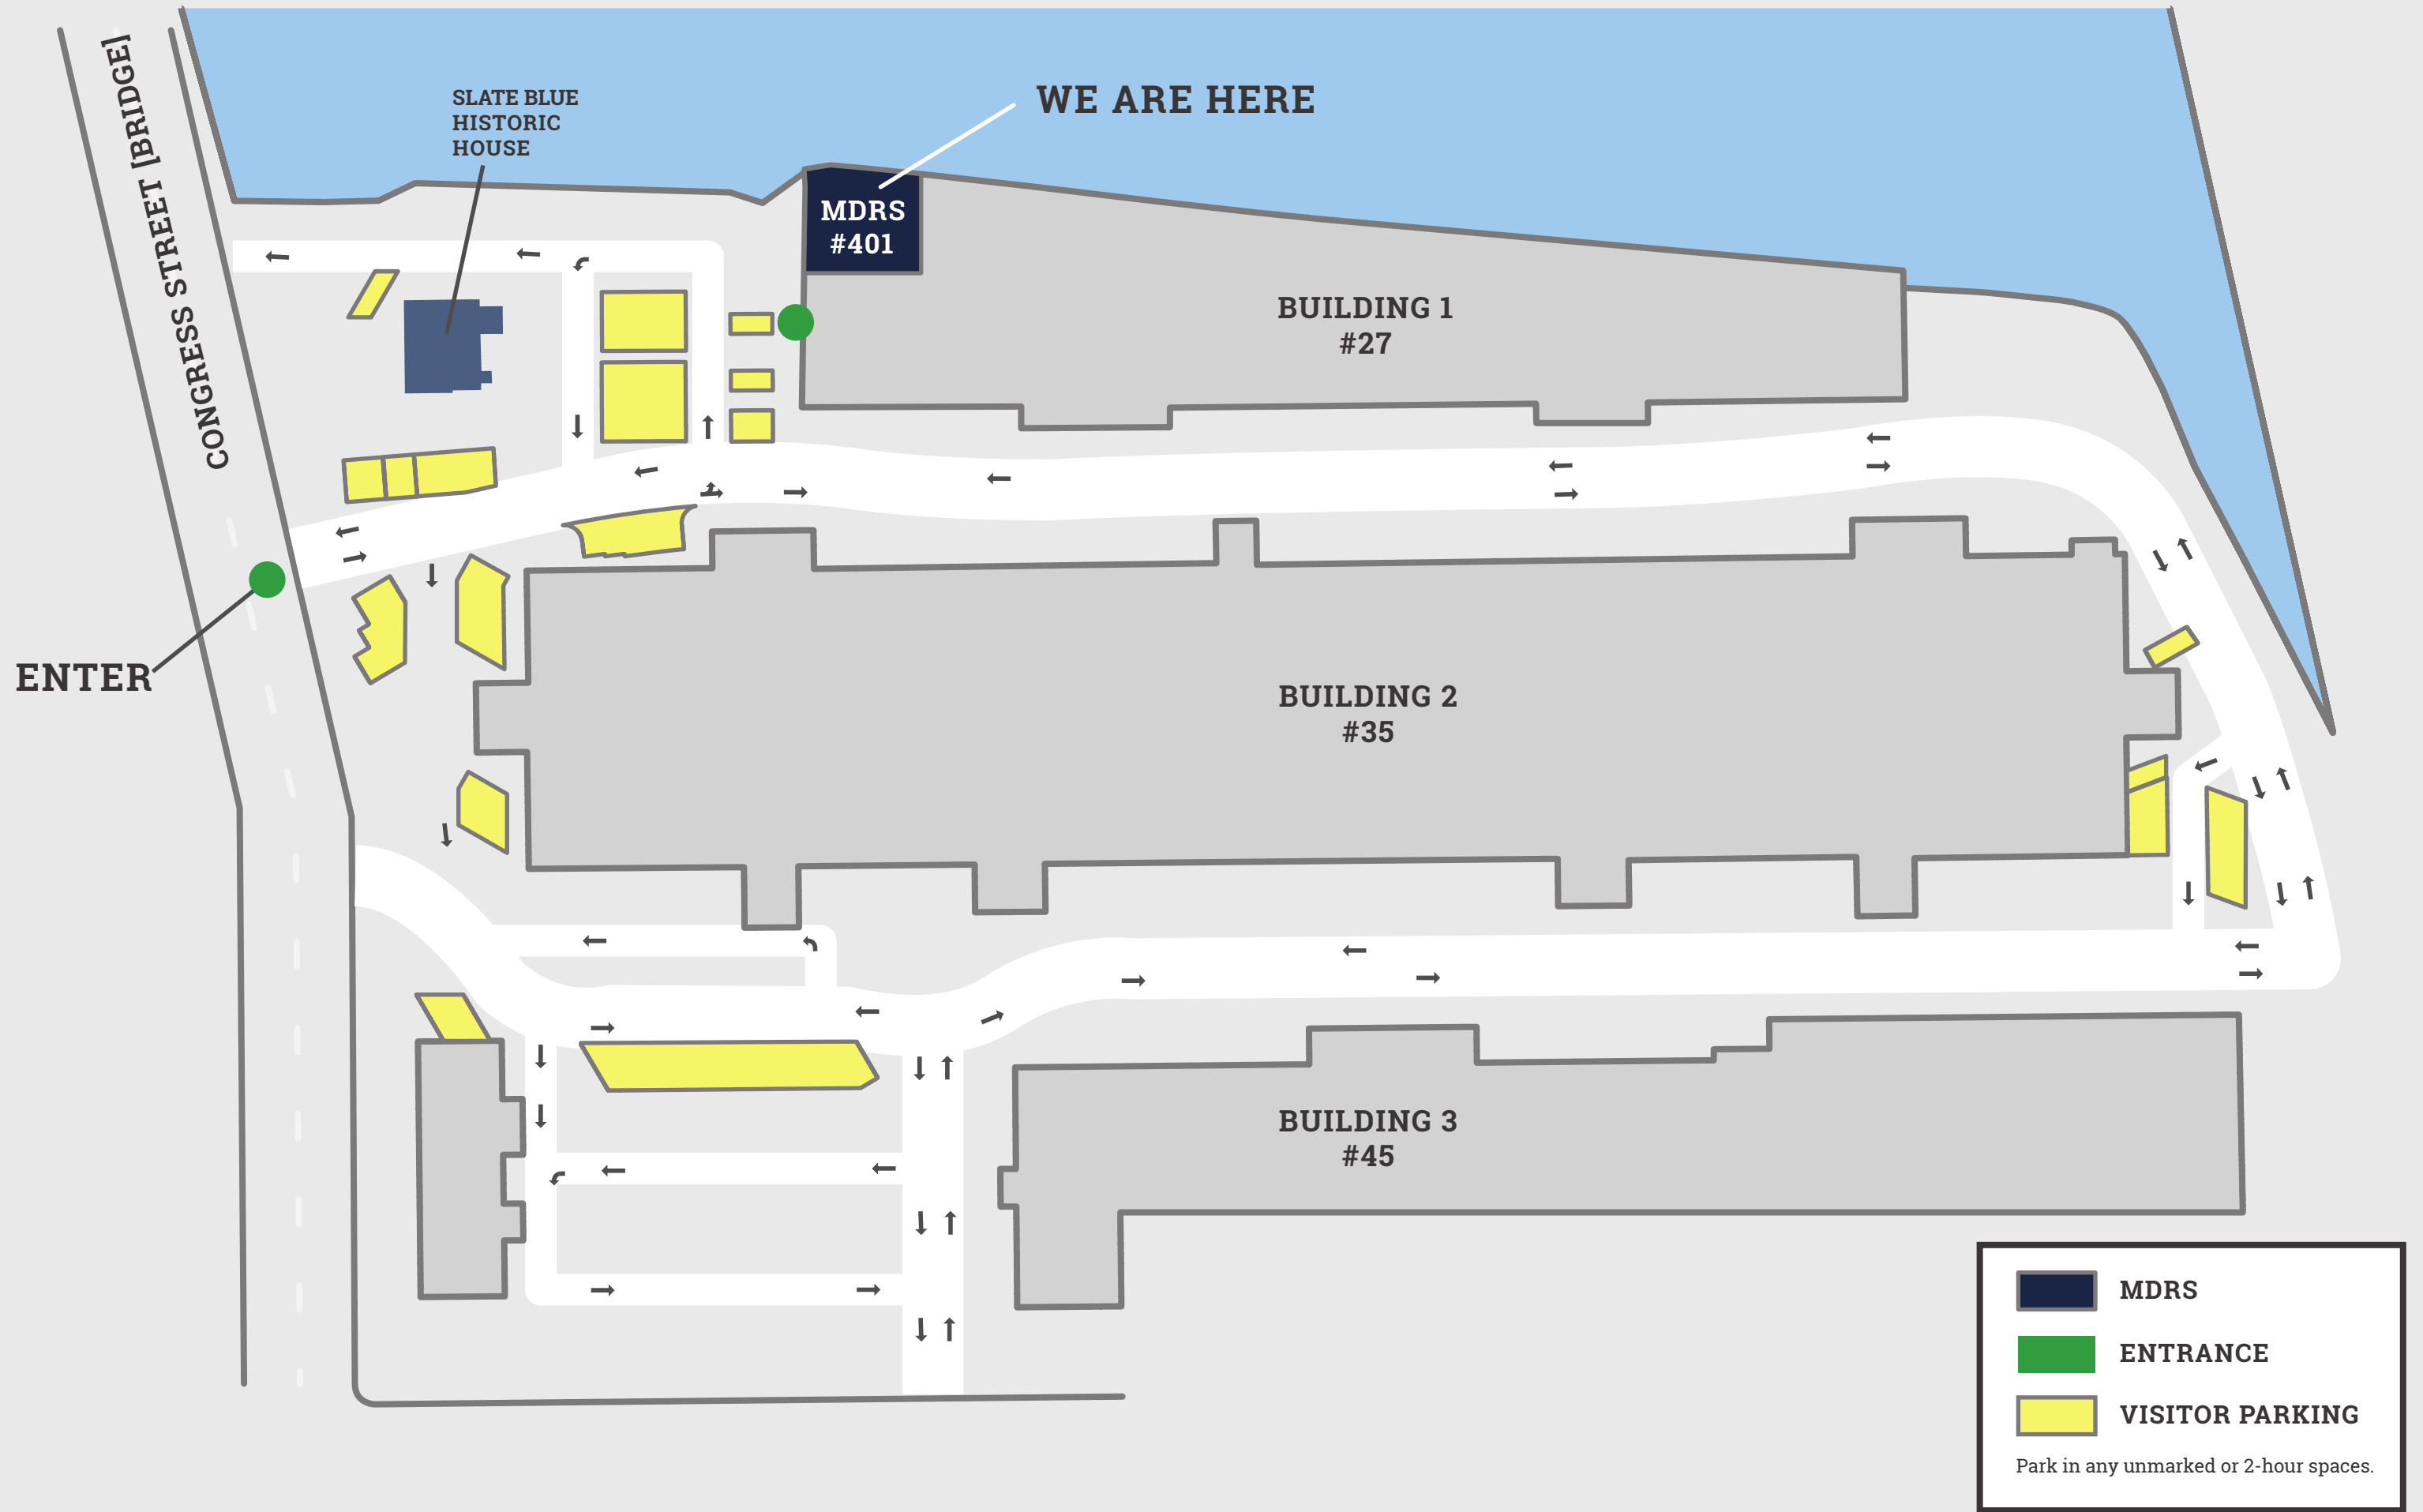 CONGRESS STREET [BRIDGE]
SLATE BLUE
HISTORIC
HOUSE
WE ARE HERE
MDRS
#401
BUILDING 1
#27
ENTER
BUILDING 2
#35
BUILDING 3
#45
MDRS
ENTRANCE
VISITOR PARKING
Park in any unmarked or 2-hour spaces.